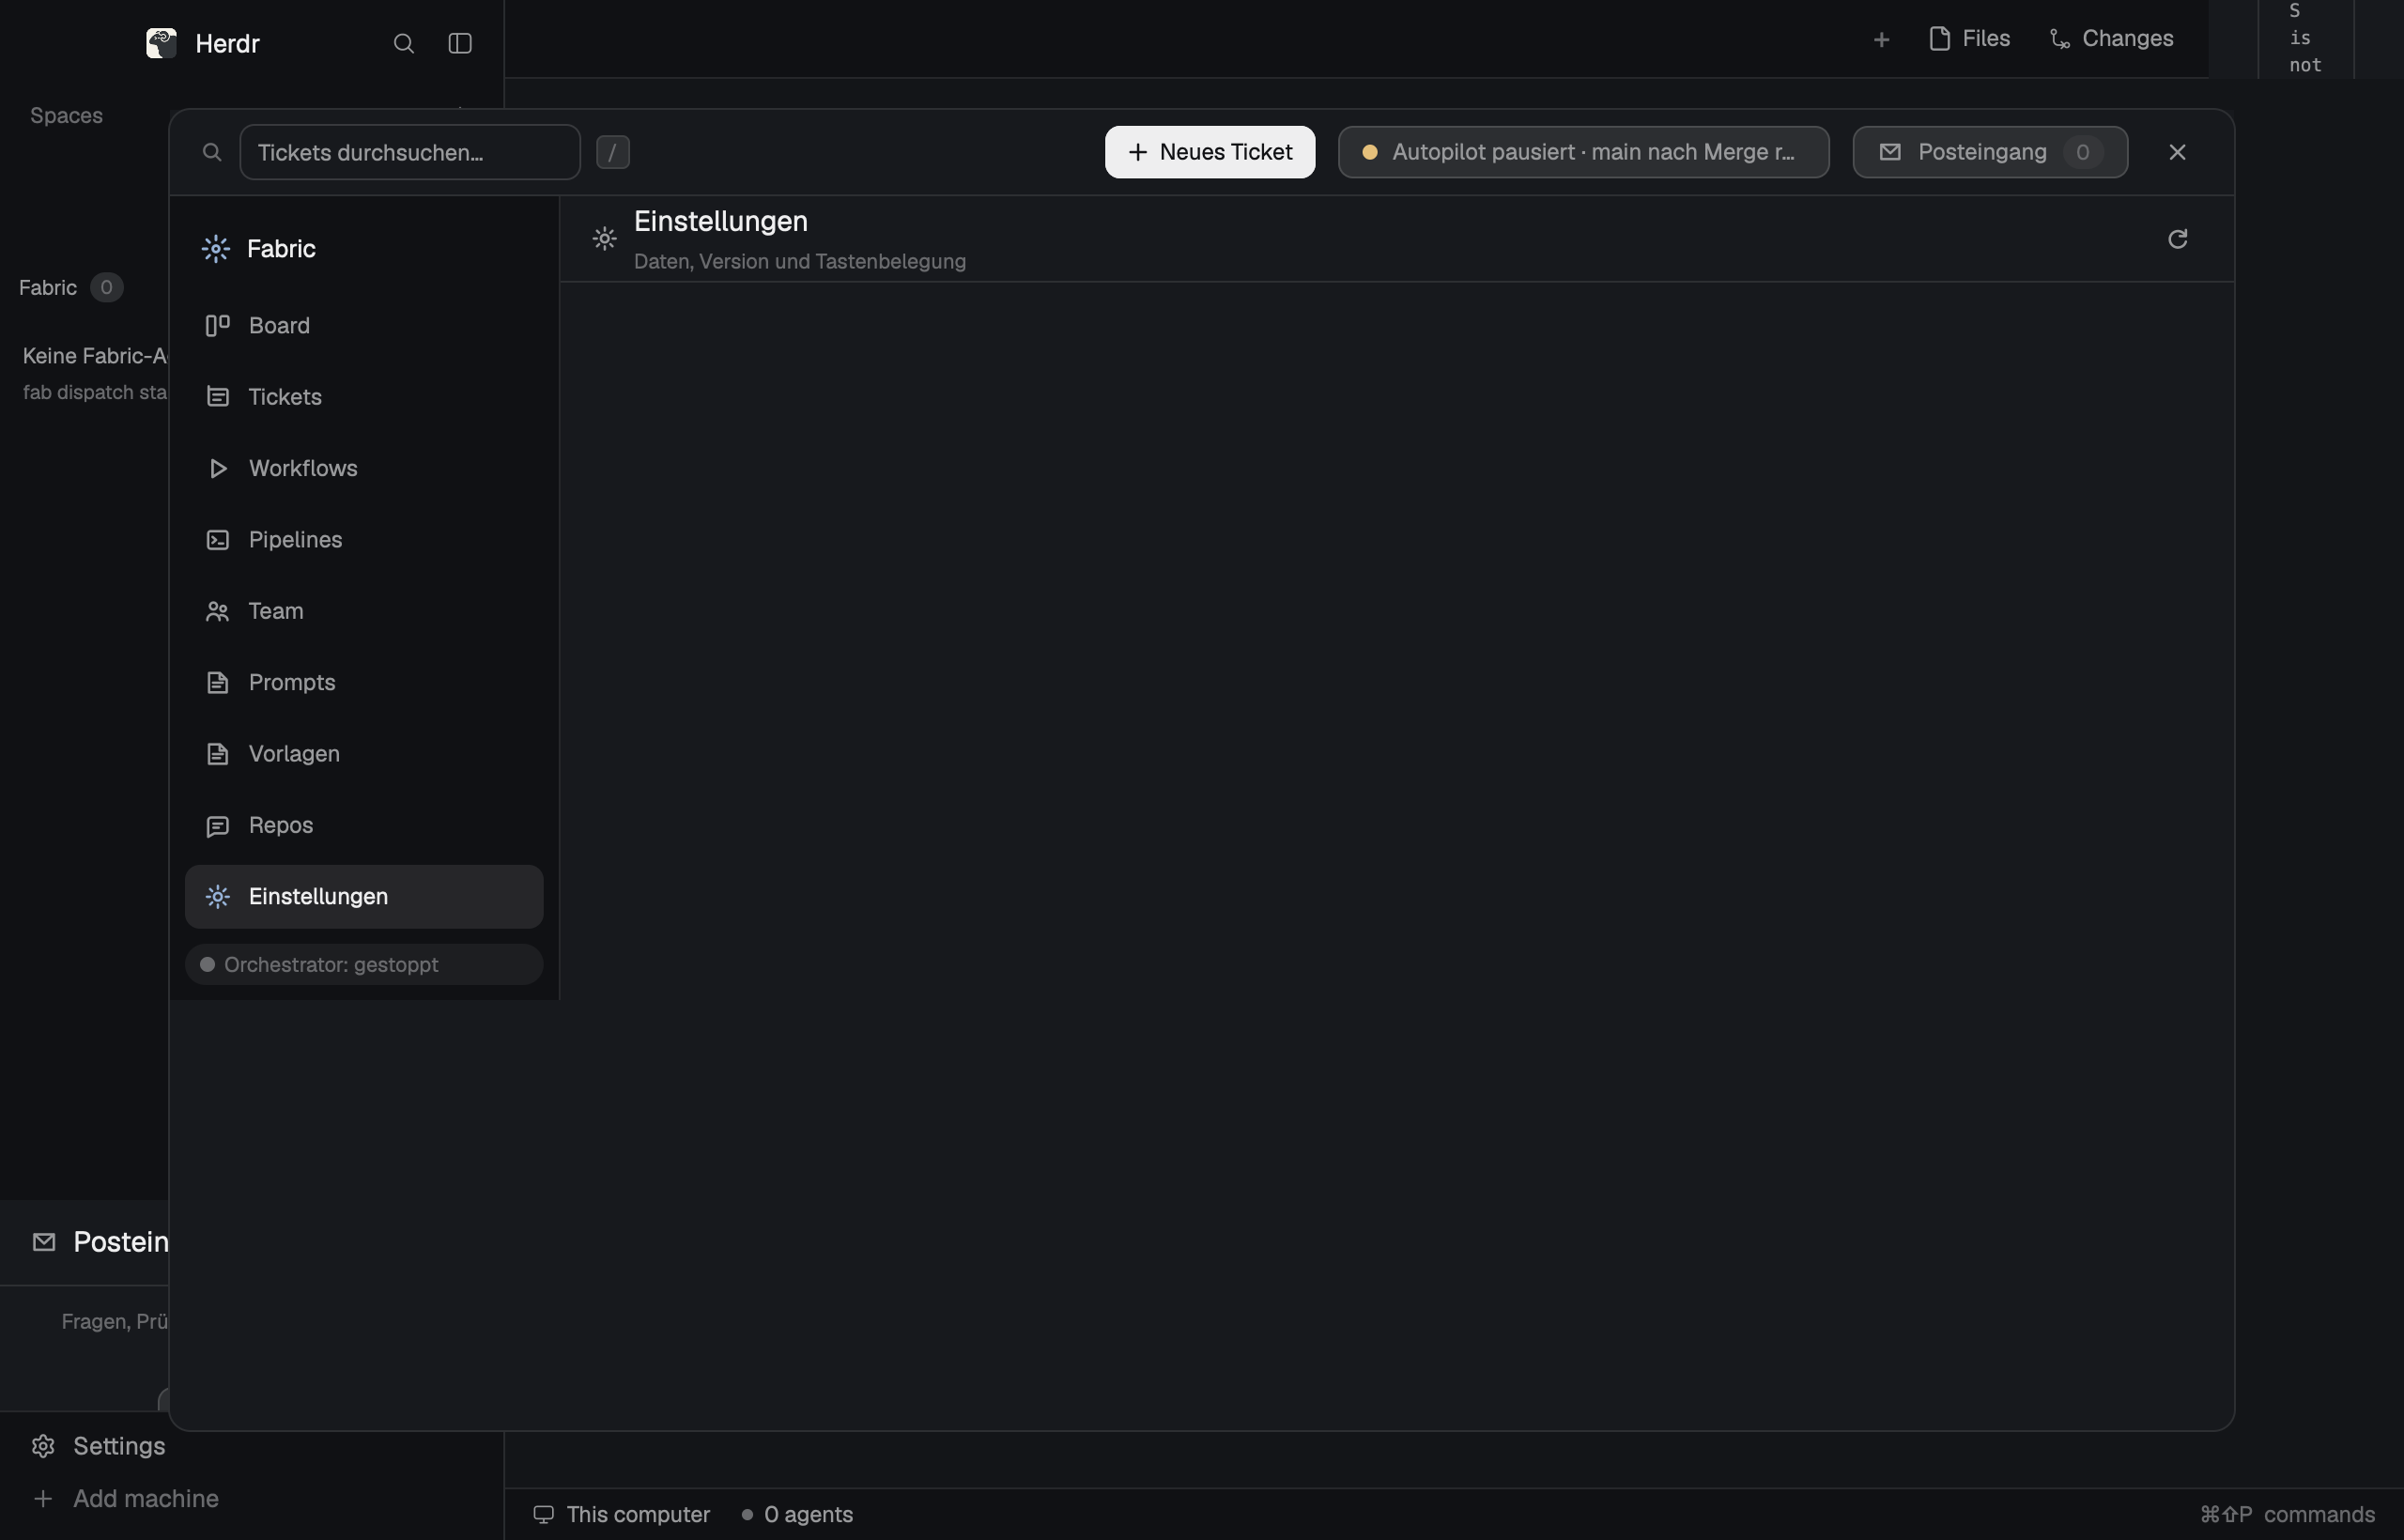 Herdr
Files
Changes
S
is
not
Spaces
Tickets durchsuchen...
/
Neues Ticket
Autopilot pausiert · main nach Merge r...
Posteingang 0
Fabric
Einstellungen
Daten, Version und Tastenbelegung
Fabric 0
Board
Keine Fabric-A
fab dispatch sta
Tickets
Workflows
Pipelines
Team
Prompts
Vorlagen
Repos
Einstellungen
Orchestrator: gestoppt
Postein
Fragen, Prü
Settings
Add machine
This computer
0 agents
⌘⇧P commands